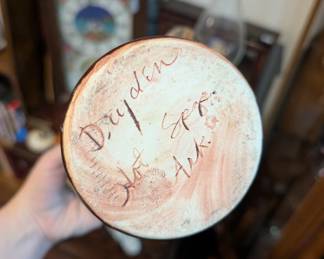 Dryden
Hot Spgs.
Ark.